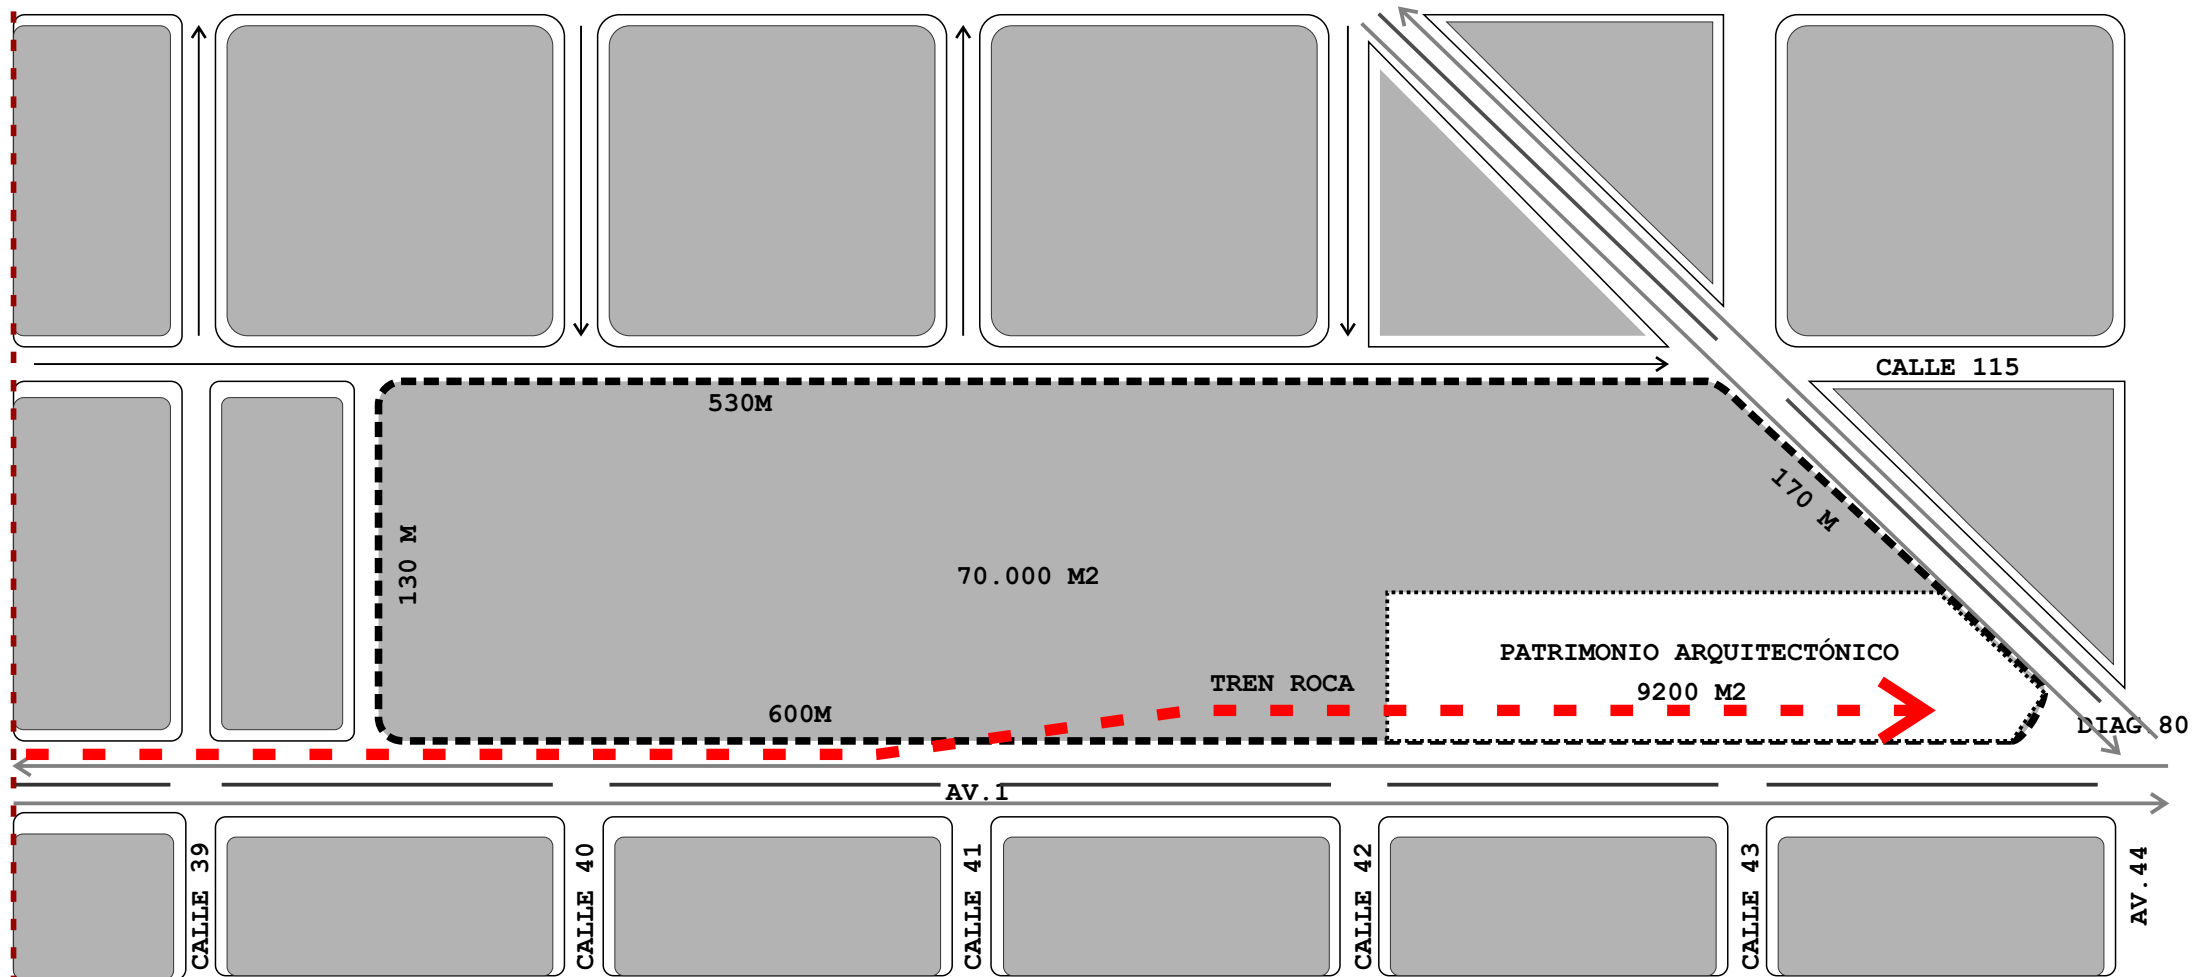 CALLE 115
530M
170 M
130 M
70.000 M2
PATRIMONIO ARQUITECTÓNICO
TREN ROCA
9200 M2
600M
DIAG.80
AV.1
CALLE 39
CALLE 40
CALLE 41
CALLE 42
CALLE 43
AV.44